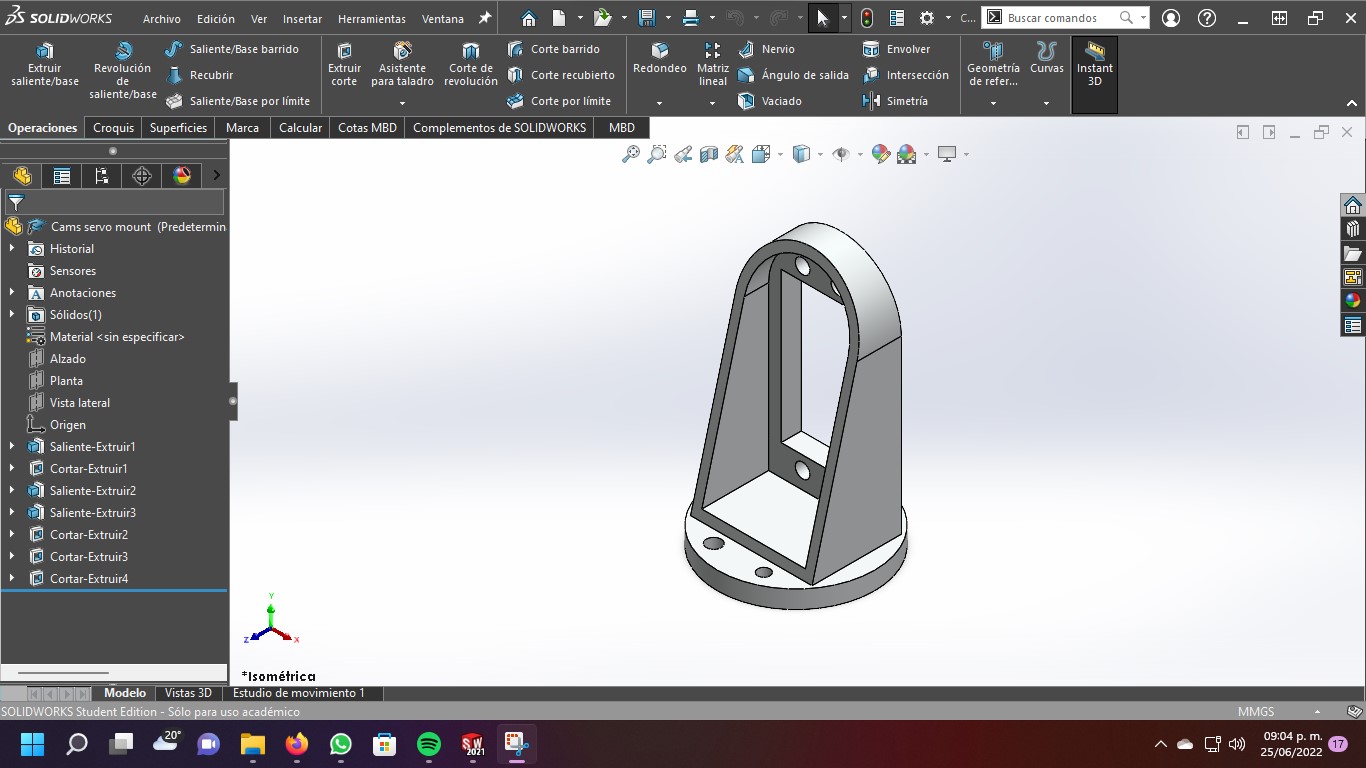 SOLIDWORKS
Archivo Edición Ver Insertar Herramientas Ventana
C...
Buscar comandos
Extruir saliente/base
Revolución de saliente/base
Saliente/Base barrido
Recubrir
Saliente/Base por límite
Extruir corte
Asistente para taladro
Corte de revolución
Corte barrido
Corte recubierto
Corte por límite
Redondeo
Matriz lineal
Nervio
Ángulo de salida
Vaciado
Envolver
Intersección
Simetría
Geometría de refer...
Curvas
Instant 3D
Operaciones Croquis Superficies Marca Calcular Cotas MBD Complementos de SOLIDWORKS MBD
Cams servo mount (Predetermin
Historial
Sensores
Anotaciones
Sólidos(1)
Material <sin especificar>
Alzado
Planta
Vista lateral
Origen
Saliente-Extruir1
Cortar-Extruir1
Saliente-Extruir2
Saliente-Extruir3
Cortar-Extruir2
Cortar-Extruir3
Cortar-Extruir4
Y
Z
X
*Isométrica
Modelo Vistas 3D Estudio de movimiento 1
SOLIDWORKS Student Edition - Sólo para uso académico
MMGS
20°
SW
2021
09:04 p. m.
25/06/2022
17